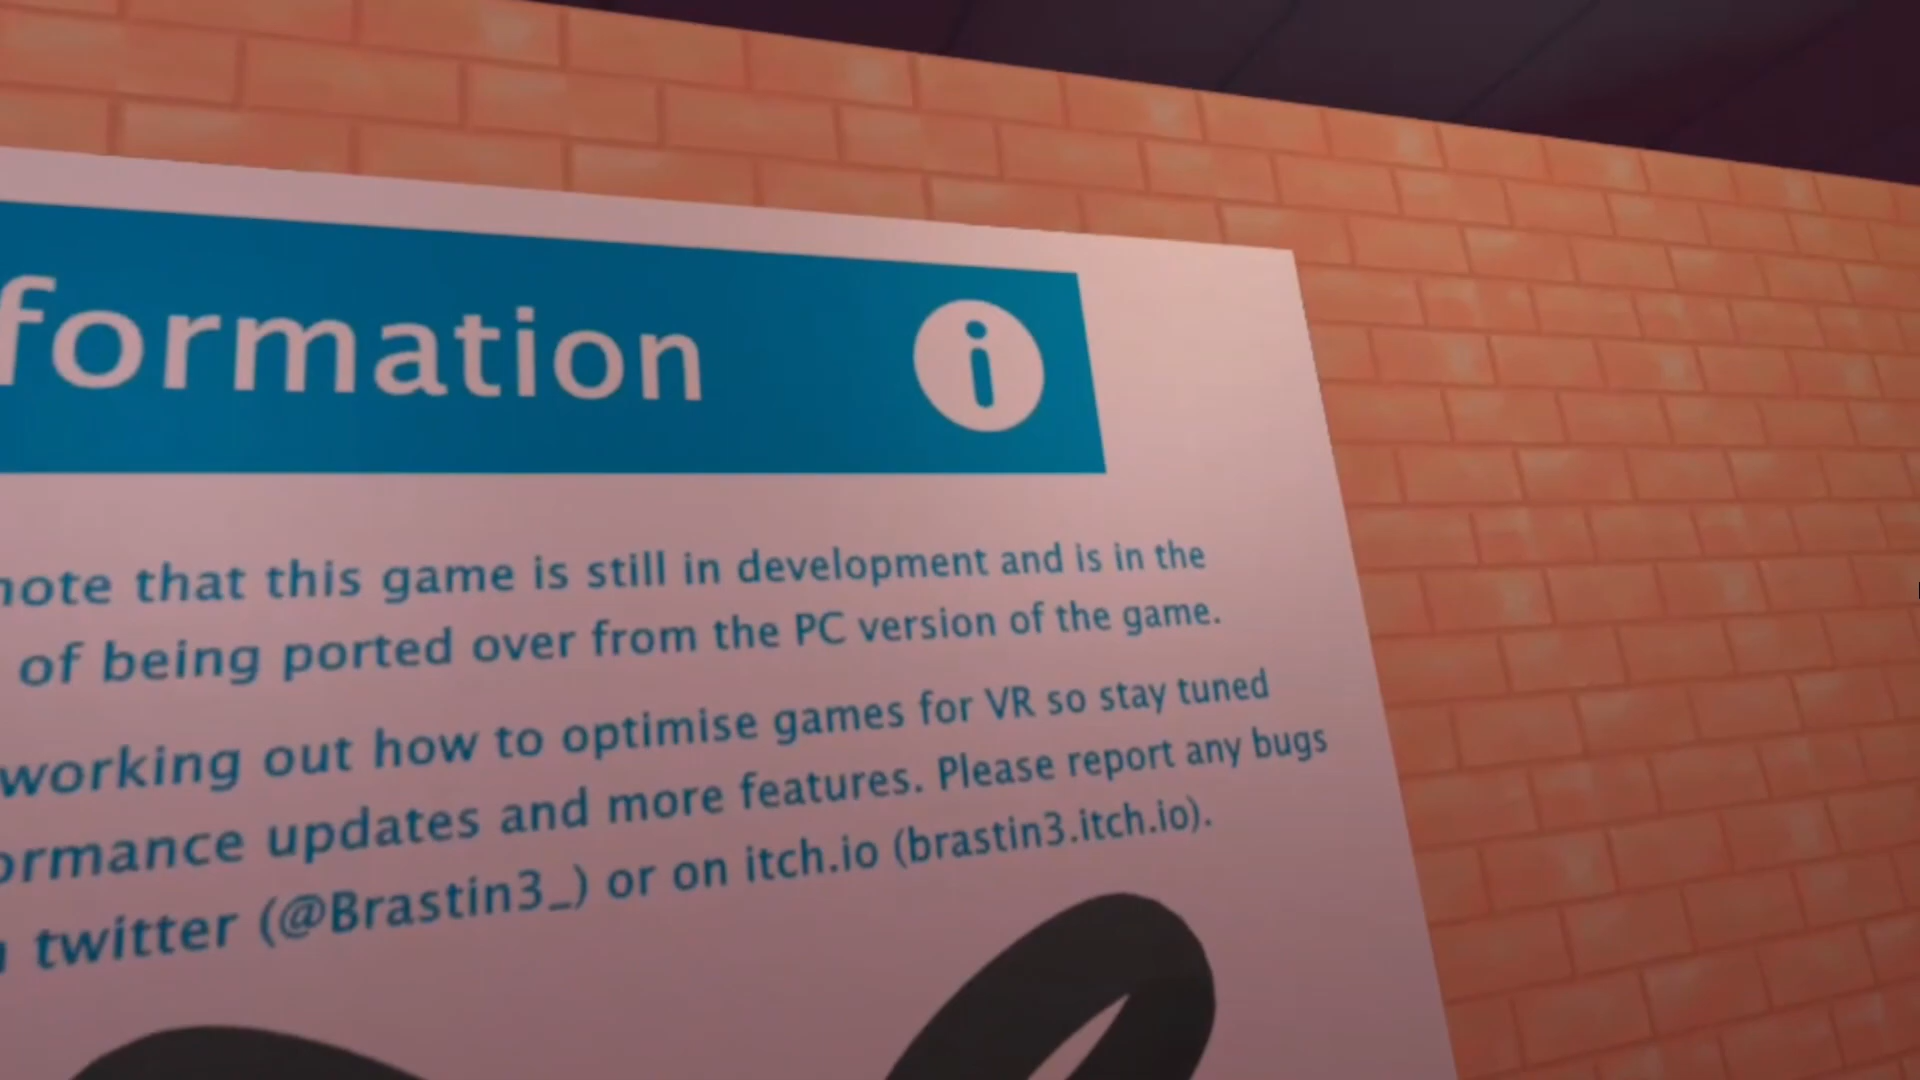 formation
note that this game is still in development and is in the
of being ported over from the PC version of the game.
working out how to optimise games for VR so stay tuned
ormance updates and more features. Please report any bugs
twitter (@Brastin3_) or on itch.io (brastin3.itch.io).